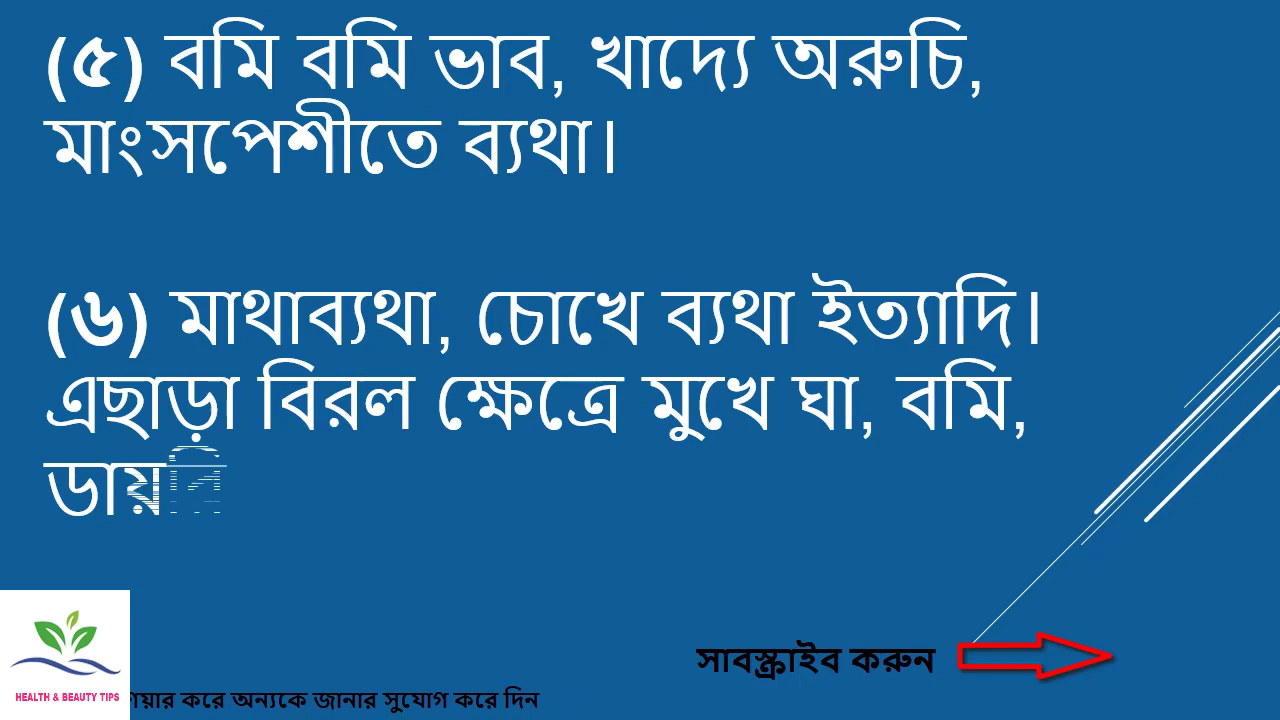 (৫) বমি বমি ভাব, খাদ্যে অরুচি,
মাংসপেশীতে ব্যথা।
(৬) মাথাব্যথা, চোখে ব্যথা ইত্যাদি।
এছাড়া বিরল ক্ষেত্রে মুখে ঘা, বমি,
সাবস্ক্রাইব করুন
HEALTH & BEAUTY TIPS
করে অন্যকে জানার সুযোগ করে দিন